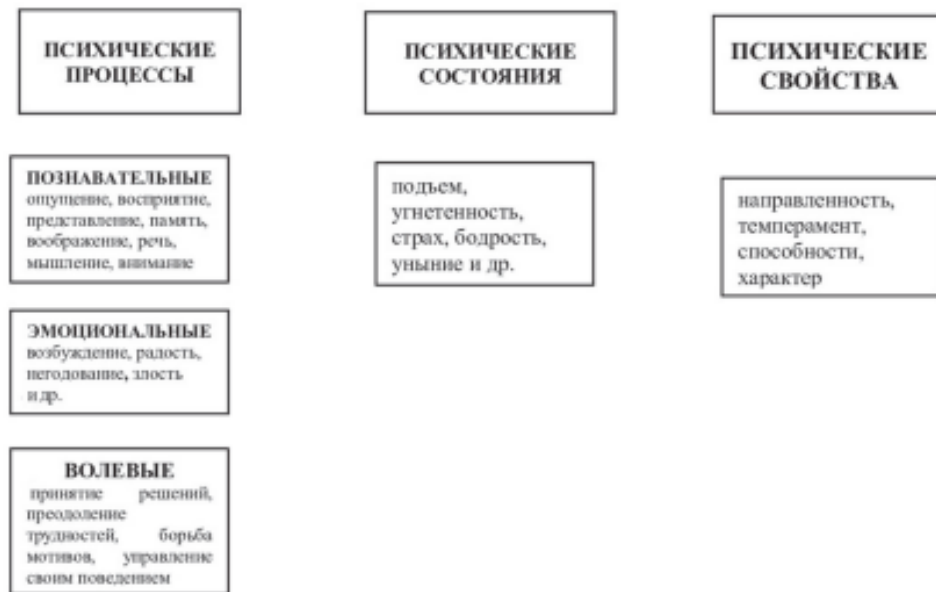 ПСИХИЧЕСКИЕ
ПРОЦЕССЫ
ПСИХИЧЕСКИЕ
СОСТОЯНИЯ
ПСИХИЧЕСКИЕ
СВОЙСТВА
ПОЗНАВАТЕЛЬНЫЕ
ощущение, восприятие,
представление, память,
воображение, речь,
мышление, внимание
подъем,
угнетенность,
страх, бодрость,
уныние и др.
направленность,
темперамент,
способности,
характер
ЭМОЦИОНАЛЬНЫЕ
возбуждение, радость,
негодование, злость
и др.
ВОЛЕВЫЕ
принятие решений,
преодоление
трудностей, борьба
мотивов, управление
своим поведением